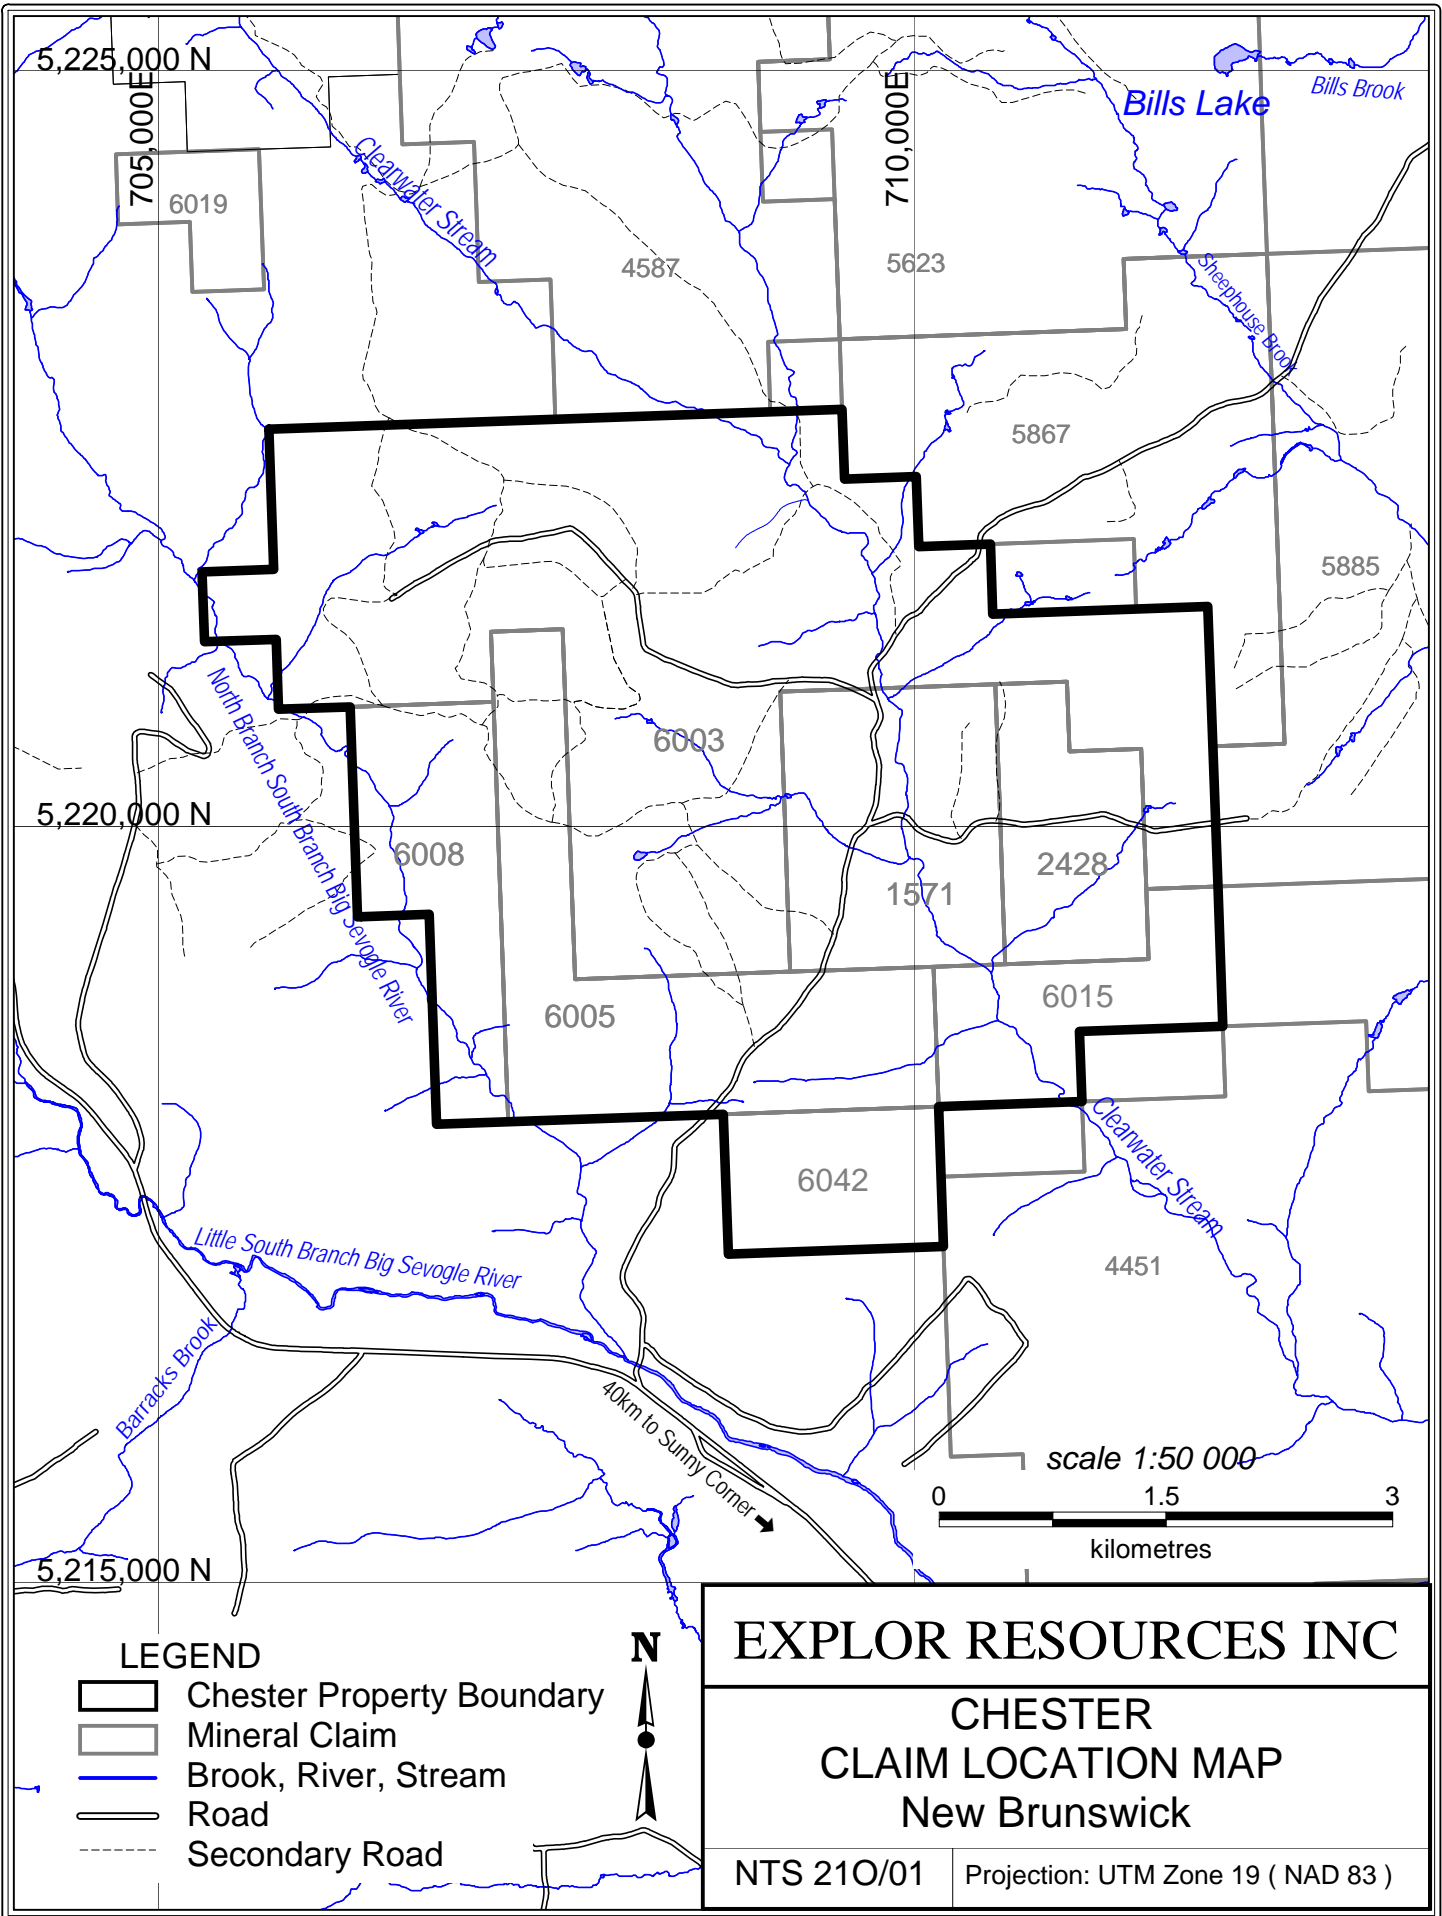 5,225,000 N
705,000E
710,000E
Bills Lake
Bills Brook
Clearwater Stream
6019
4587
5623
Sheephouse Brook
5867
5885
North Branch South Branch Big Sevogle River
6003
5,220,000 N
6008
1571
2428
6005
6015
Clearwater Stream
6042
Little South Branch Big Sevogle River
4451
Barracks Brook
40km to Sunny Corner
scale 1:50 000
0 1.5 3
kilometres
5,215,000 N
LEGEND
Chester Property Boundary
Mineral Claim
Brook, River, Stream
Road
Secondary Road
N
EXPLOR RESOURCES INC
CHESTER
CLAIM LOCATION MAP
New Brunswick
NTS 21O/01
Projection: UTM Zone 19 ( NAD 83 )